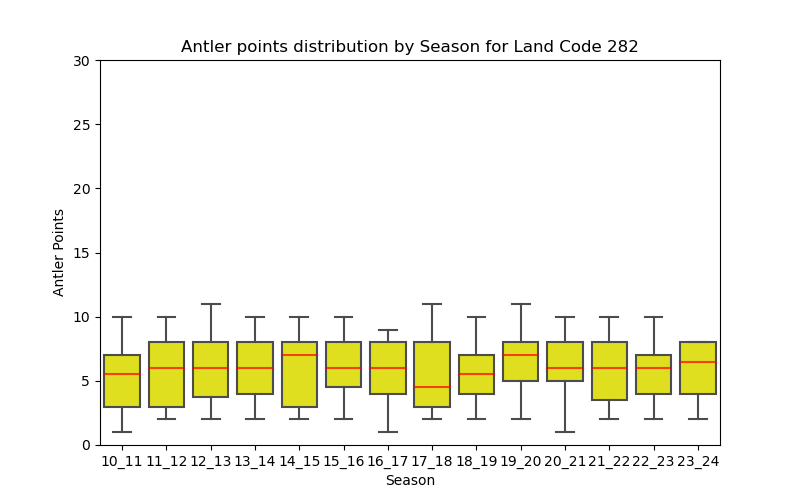 Antler points distribution by Season for Land Code 282
30
25
20
15
10
5
0
Antler Points
10_11 11_12 12_13 13_14 14_15 15_16 16_17 17_18 18_19 19_20 20_21 21_22 22_23 23_24
Season